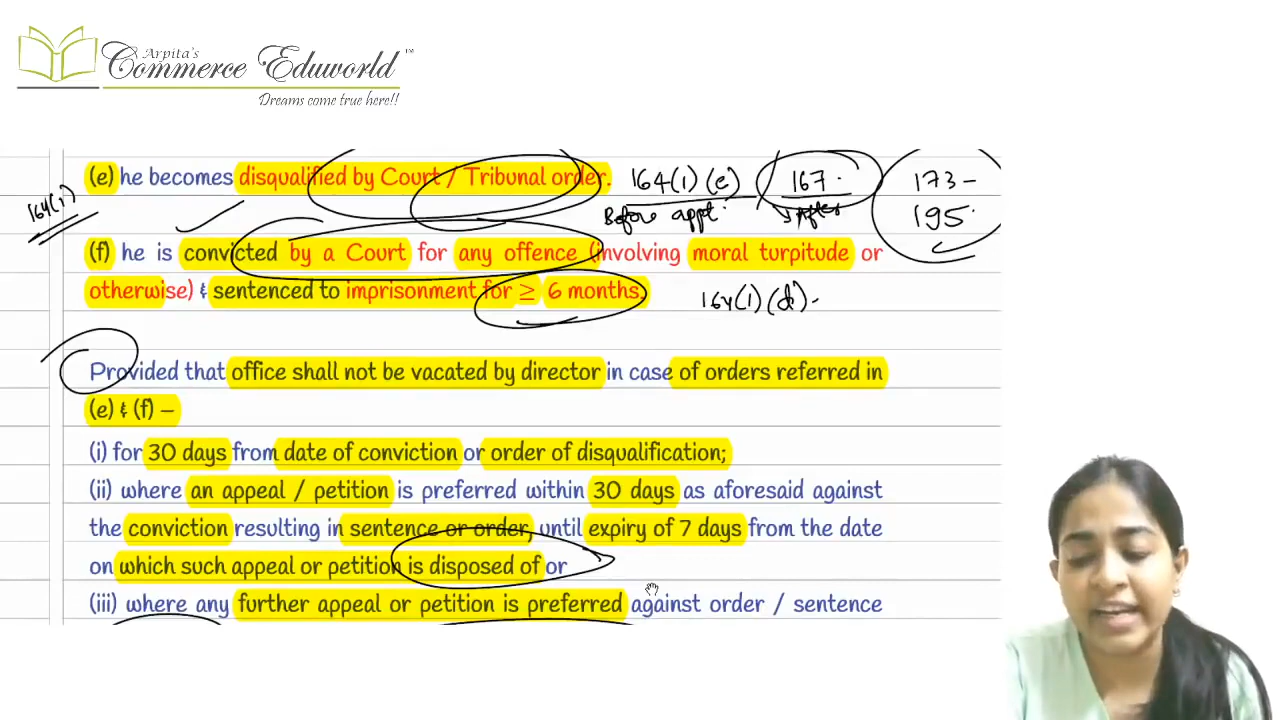 Arpita's
Commerce Eduworld™
Dreams come true here!!
(e) he becomes disqualified by Court / Tribunal order. 164(1)(e) 167. 173-
164(1) Before appt. After 195.
(f) he is convicted by a Court for any offence (involving moral turpitude or
otherwise) & sentenced to imprisonment for ≥ 6 months. 164(1)(d).
Provided that office shall not be vacated by director in case of orders referred in
(e) & (f) –
(i) for 30 days from date of conviction or order of disqualification;
(ii) where an appeal / petition is preferred within 30 days as aforesaid against
the conviction resulting in sentence or order, until expiry of 7 days from the date
on which such appeal or petition is disposed of or
(iii) where any further appeal or petition is preferred against order / sentence